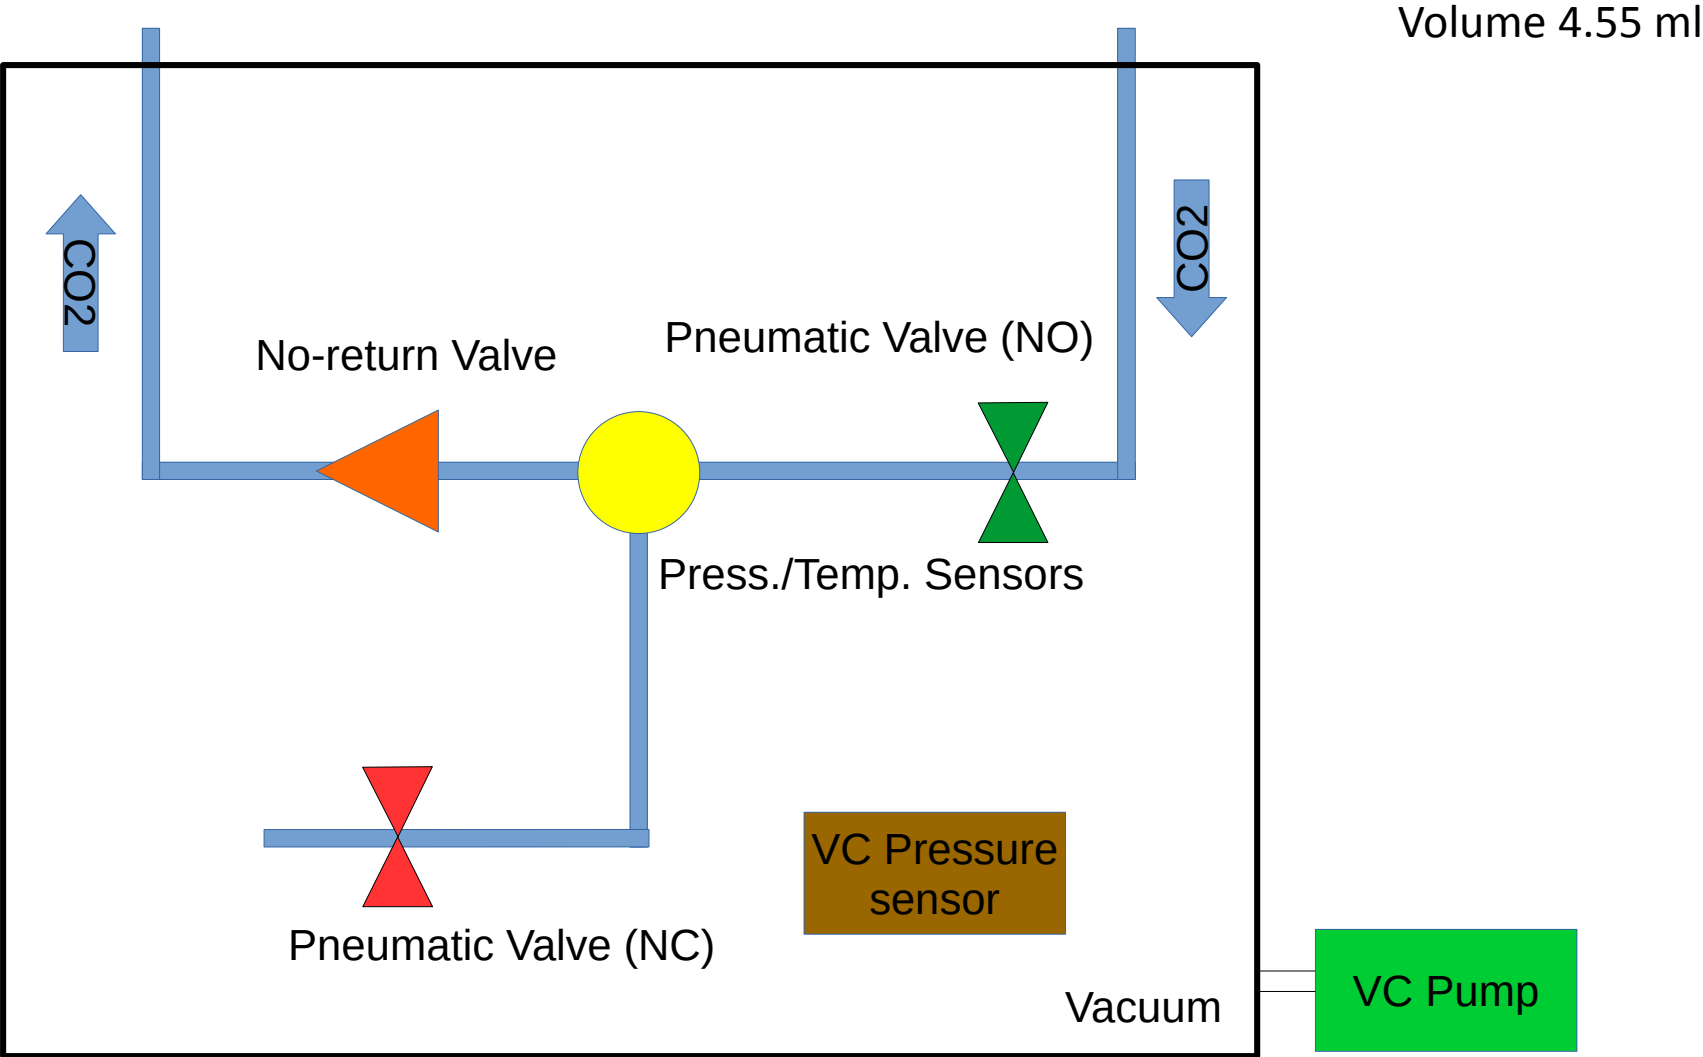 Volume 4.55 ml
CO2
CO2
No-return Valve
Pneumatic Valve (NO)
Press./Temp. Sensors
VC Pressure
sensor
Pneumatic Valve (NC)
Vacuum
VC Pump